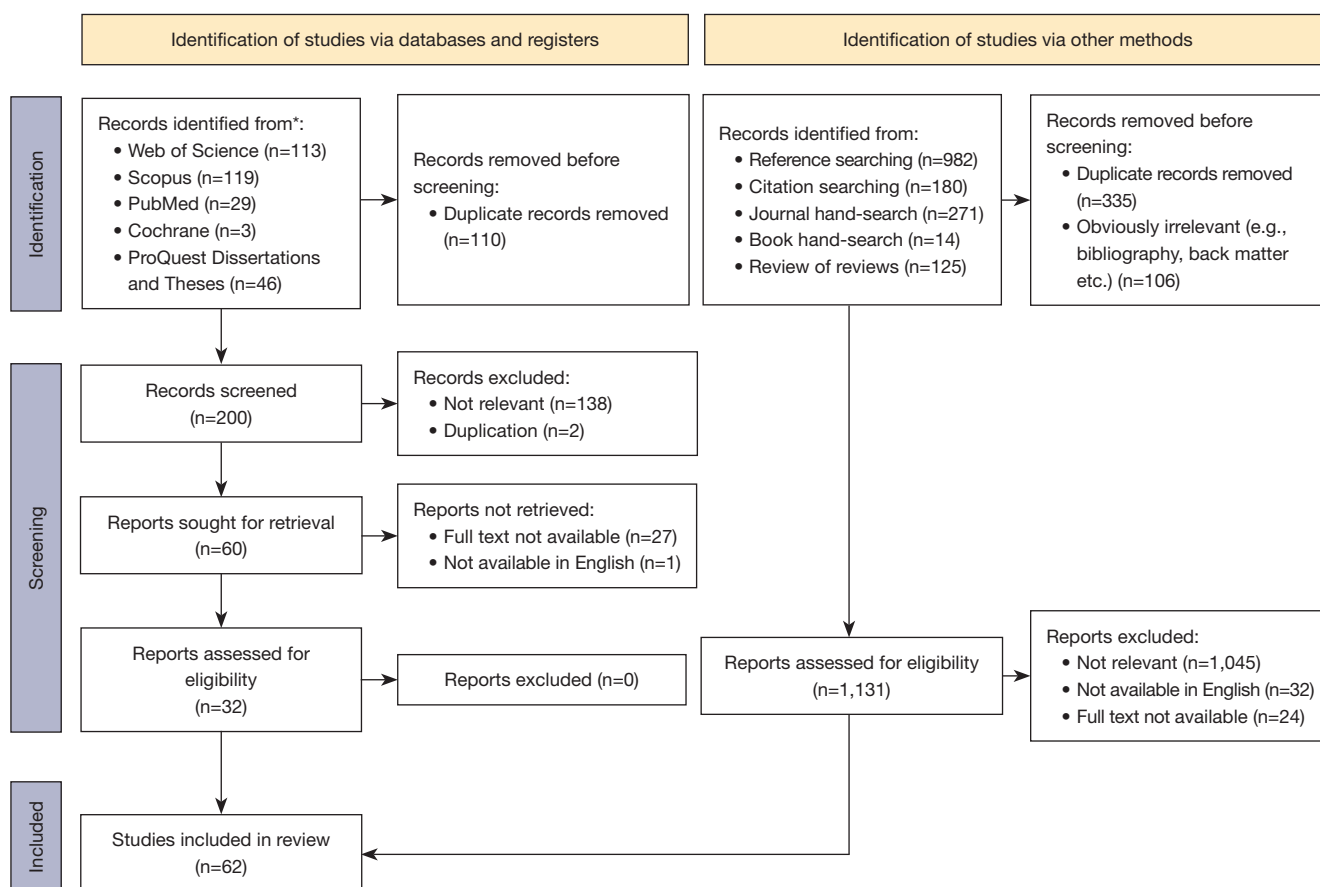 Identification of studies via databases and registers
Identification of studies via other methods
Identification
Records identified from*:
• Web of Science (n=113)
• Scopus (n=119)
• PubMed (n=29)
• Cochrane (n=3)
• ProQuest Dissertations
and Theses (n=46)
Records removed before
screening:
• Duplicate records removed
(n=110)
Records identified from:
• Reference searching (n=982)
• Citation searching (n=180)
• Journal hand-search (n=271)
• Book hand-search (n=14)
• Review of reviews (n=125)
Records removed before
screening:
• Duplicate records removed
(n=335)
• Obviously irrelevant (e.g.,
bibliography, back matter
etc.) (n=106)
Screening
Records screened
(n=200)
Records excluded:
• Not relevant (n=138)
• Duplication (n=2)
Reports sought for retrieval
(n=60)
Reports not retrieved:
• Full text not available (n=27)
• Not available in English (n=1)
Reports assessed for
eligibility
(n=32)
Reports excluded (n=0)
Reports assessed for eligibility
(n=1,131)
Reports excluded:
• Not relevant (n=1,045)
• Not available in English (n=32)
• Full text not available (n=24)
Included
Studies included in review
(n=62)